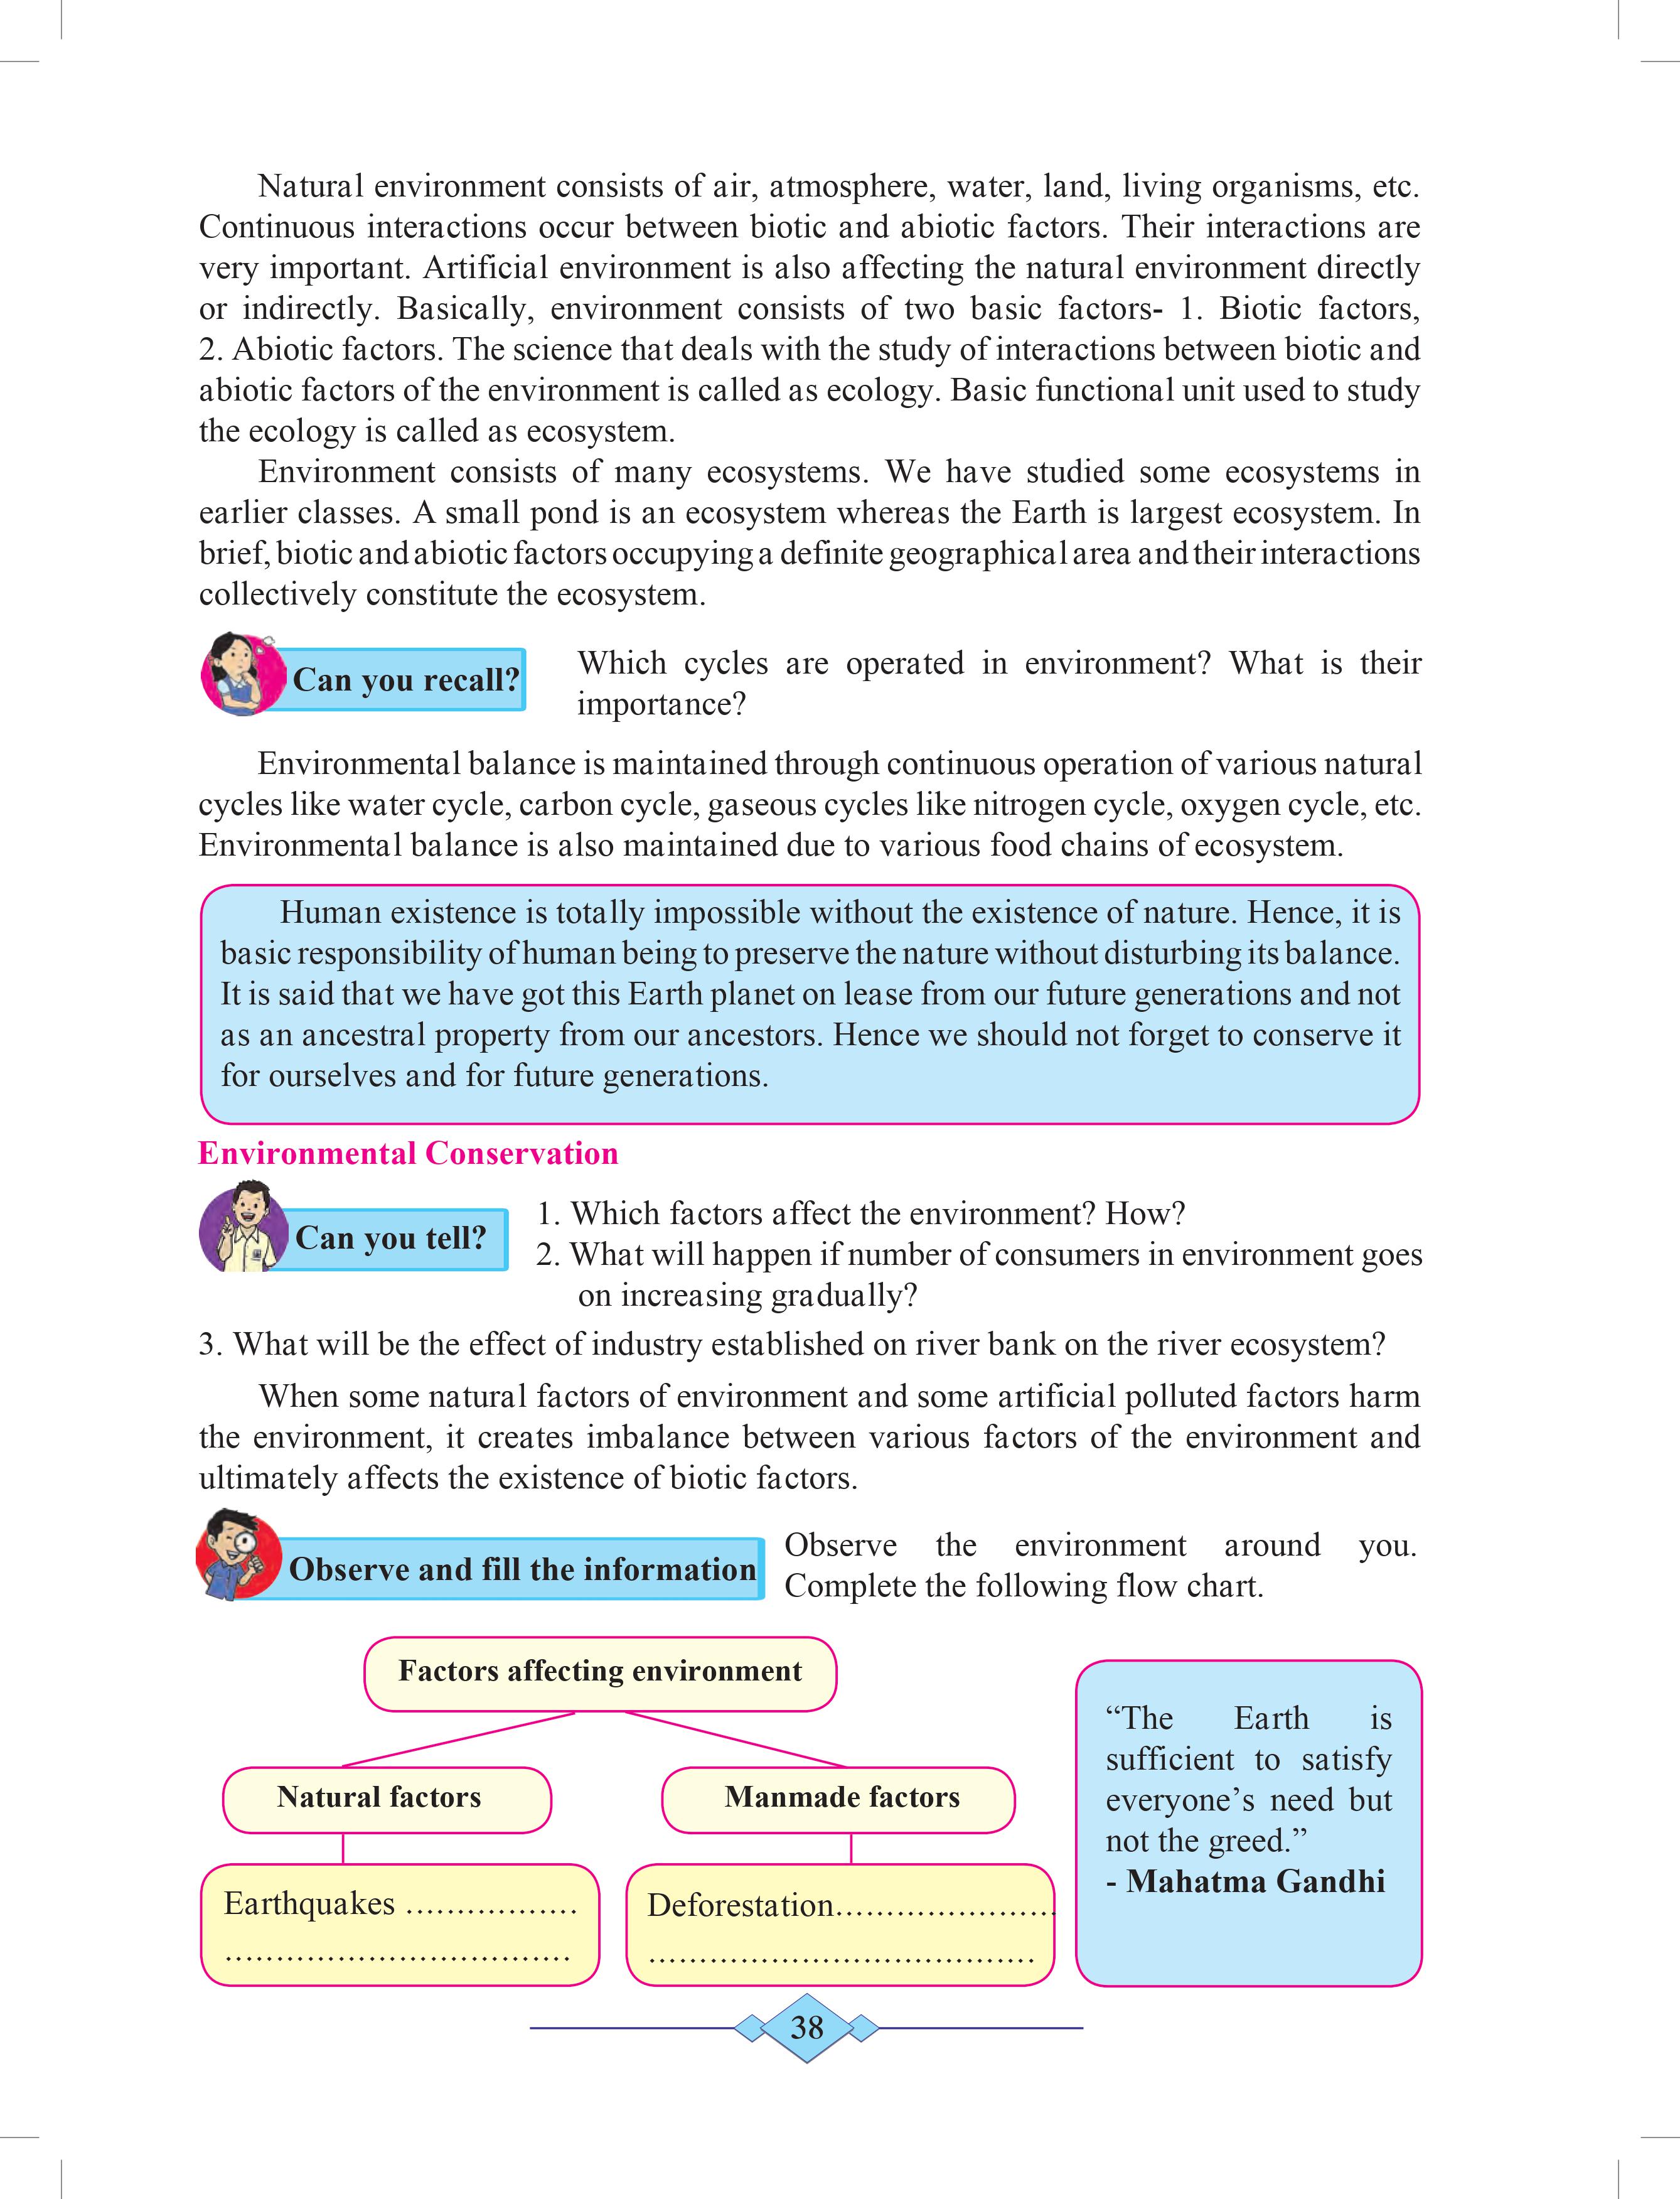 Natural environment consists of air, atmosphere, water, land, living organisms, etc.
Continuous interactions occur between biotic and abiotic factors. Their interactions are
very important. Artificial environment is also affecting the natural environment directly
or indirectly. Basically, environment consists of two basic factors- 1. Biotic factors,
2. Abiotic factors. The science that deals with the study of interactions between biotic and
abiotic factors of the environment is called as ecology. Basic functional unit used to study
the ecology is called as ecosystem.
Environment consists of many ecosystems. We have studied some ecosystems in
earlier classes. A small pond is an ecosystem whereas the Earth is largest ecosystem. In
brief, biotic and abiotic factors occupying a definite geographical area and their interactions
collectively constitute the ecosystem.
Can you recall?
Which cycles are operated in environment? What is their
importance?
Environmental balance is maintained through continuous operation of various natural
cycles like water cycle, carbon cycle, gaseous cycles like nitrogen cycle, oxygen cycle, etc.
Environmental balance is also maintained due to various food chains of ecosystem.
Human existence is totally impossible without the existence of nature. Hence, it is
basic responsibility of human being to preserve the nature without disturbing its balance.
It is said that we have got this Earth planet on lease from our future generations and not
as an ancestral property from our ancestors. Hence we should not forget to conserve it
for ourselves and for future generations.
Environmental Conservation
Can you tell?
1. Which factors affect the environment? How?
2. What will happen if number of consumers in environment goes
on increasing gradually?
3. What will be the effect of industry established on river bank on the river ecosystem?
When some natural factors of environment and some artificial polluted factors harm
the environment, it creates imbalance between various factors of the environment and
ultimately affects the existence of biotic factors.
Observe and fill the information
Observe the environment around you.
Complete the following flow chart.
Factors affecting environment
Natural factors
Manmade factors
Earthquakes .................
..................................
Deforestation......................
......................................
“The Earth is
sufficient to satisfy
everyone’s need but
not the greed.”
- Mahatma Gandhi
38